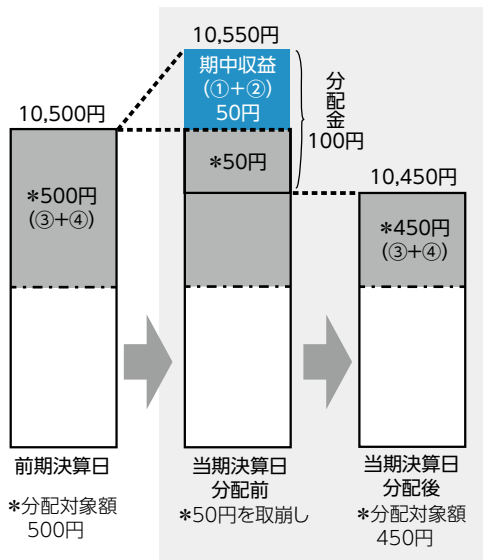 10,550円
期中収益
(①+②)
50円
分配金
100円
10,500円
*50円
10,450円
*500円
(③+④)
*450円
(③+④)
前期決算日
当期決算日
分配前
当期決算日
分配後
*分配対象額
500円
*50円を取崩し
*分配対象額
450円